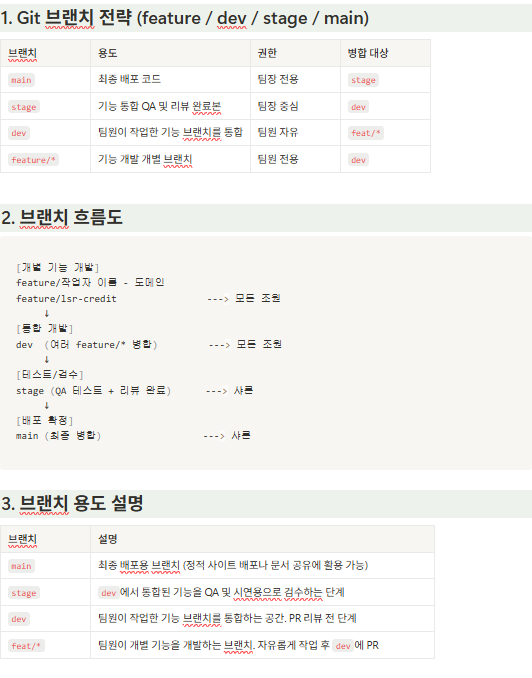 1. Git 브랜치 전략 (feature / dev / stage / main)
브랜치 용도 권한 병합 대상
main 최종 배포 코드 팀장 전용 stage
stage 기능 통합 QA 및 리뷰 완료본 팀장 중심 dev
dev 팀원이 작업한 기능 브랜치를 통합 팀원 자유 feat/*
feature/* 기능 개발 개별 브랜치 팀원 전용 dev
2. 브랜치 흐름도
[개별 기능 개발]
feature/작업자 이름 - 도메인
feature/lsr-credit ---> 모든 조원
↓
[통합 개발]
dev (여러 feature/* 병합) ---> 모든 조원
↓
[테스트/검수]
stage (QA 테스트 + 리뷰 완료) ---> 샤론
↓
[배포 확정]
main (최종 병합) ---> 샤론
3. 브랜치 용도 설명
브랜치 설명
main 최종 배포용 브랜치 (정적 사이트 배포나 문서 공유에 활용 가능)
stage dev 에서 통합된 기능을 QA 및 시연용으로 검수하는 단계
dev 팀원이 작업한 기능 브랜치를 통합하는 공간. PR 리뷰 전 단계
feat/* 팀원이 개별 기능을 개발하는 브랜치. 자유롭게 작업 후 dev 에 PR